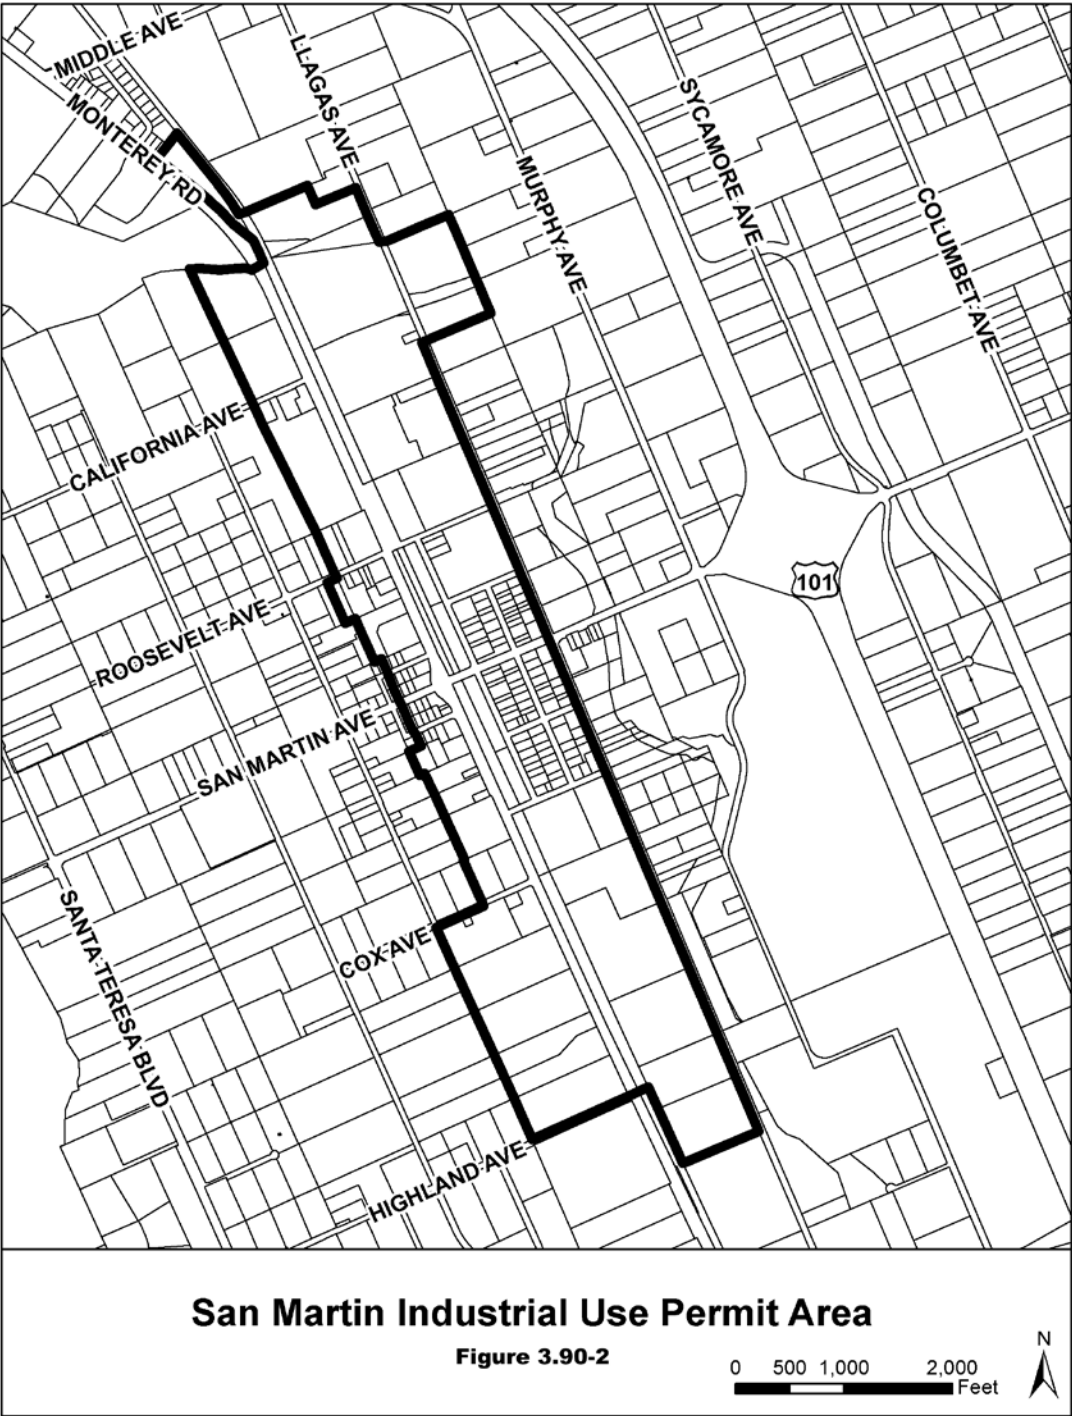 MIDDLE AVE
LLAGAS AVE
MONTEREY RD
SYCAMORE AVE
MURPHY AVE
COLUMBET AVE
CALIFORNIA AVE
101
ROOSEVELT AVE
SAN MARTIN AVE
SANTA TERESA BLVD
COX AVE
HIGHLAND AVE
San Martin Industrial Use Permit Area
Figure 3.90-2
N
0 500 1,000 2,000
Feet